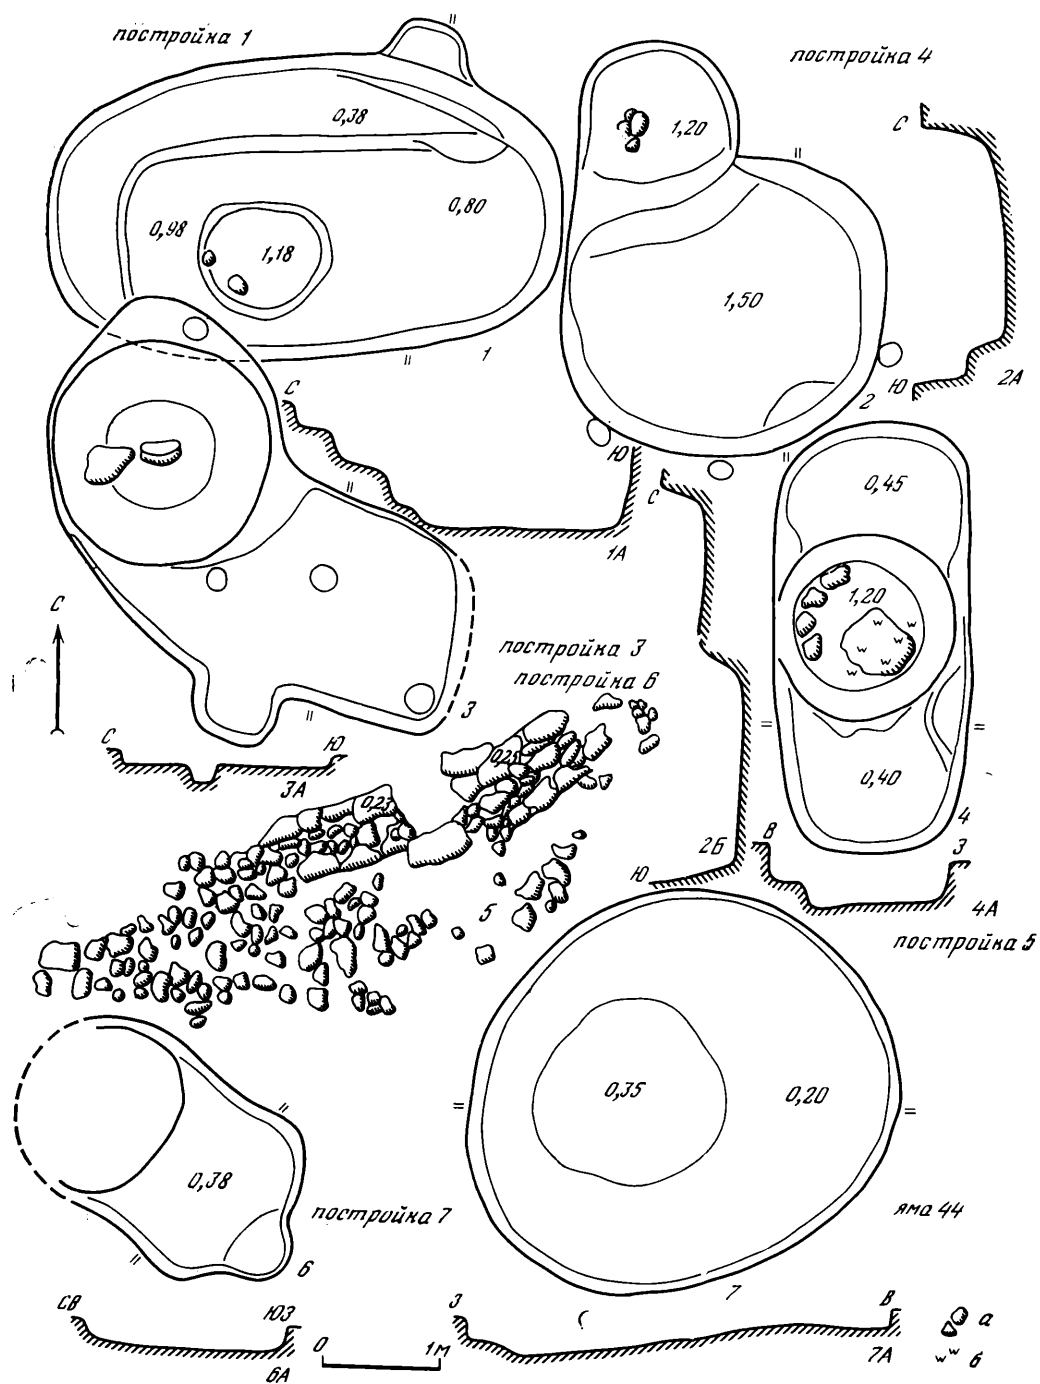 постройка 1
постройка 4
0,38
1,20
С
0,98
0,80
1,18
1,50
1
2
Ю
2А
С
Ю
С
0,45
1А
1,20
С
постройка 3
постройка 6
3
С
Ю
3А
0,25
0,23
0,40
4
2Б
Ю
В
З
4А
5
постройка 5
0,35
0,20
0,38
постройка 7
яма 44
6
7
СВ
ЮЗ
6А
0
1м
З
В
7А
а
б